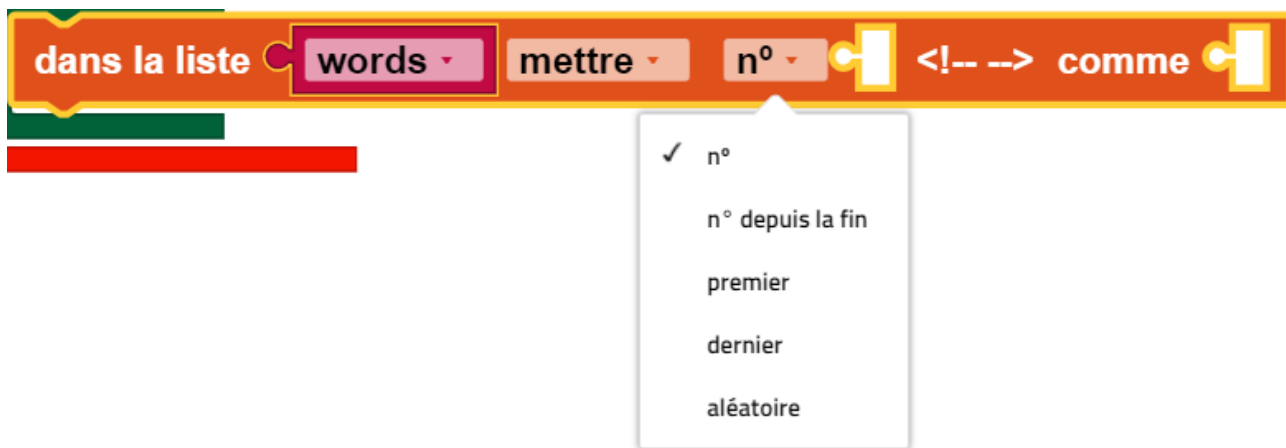 dans la liste words mettre nº <!-- --> comme
✓ nº
n° depuis la fin
premier
dernier
aléatoire